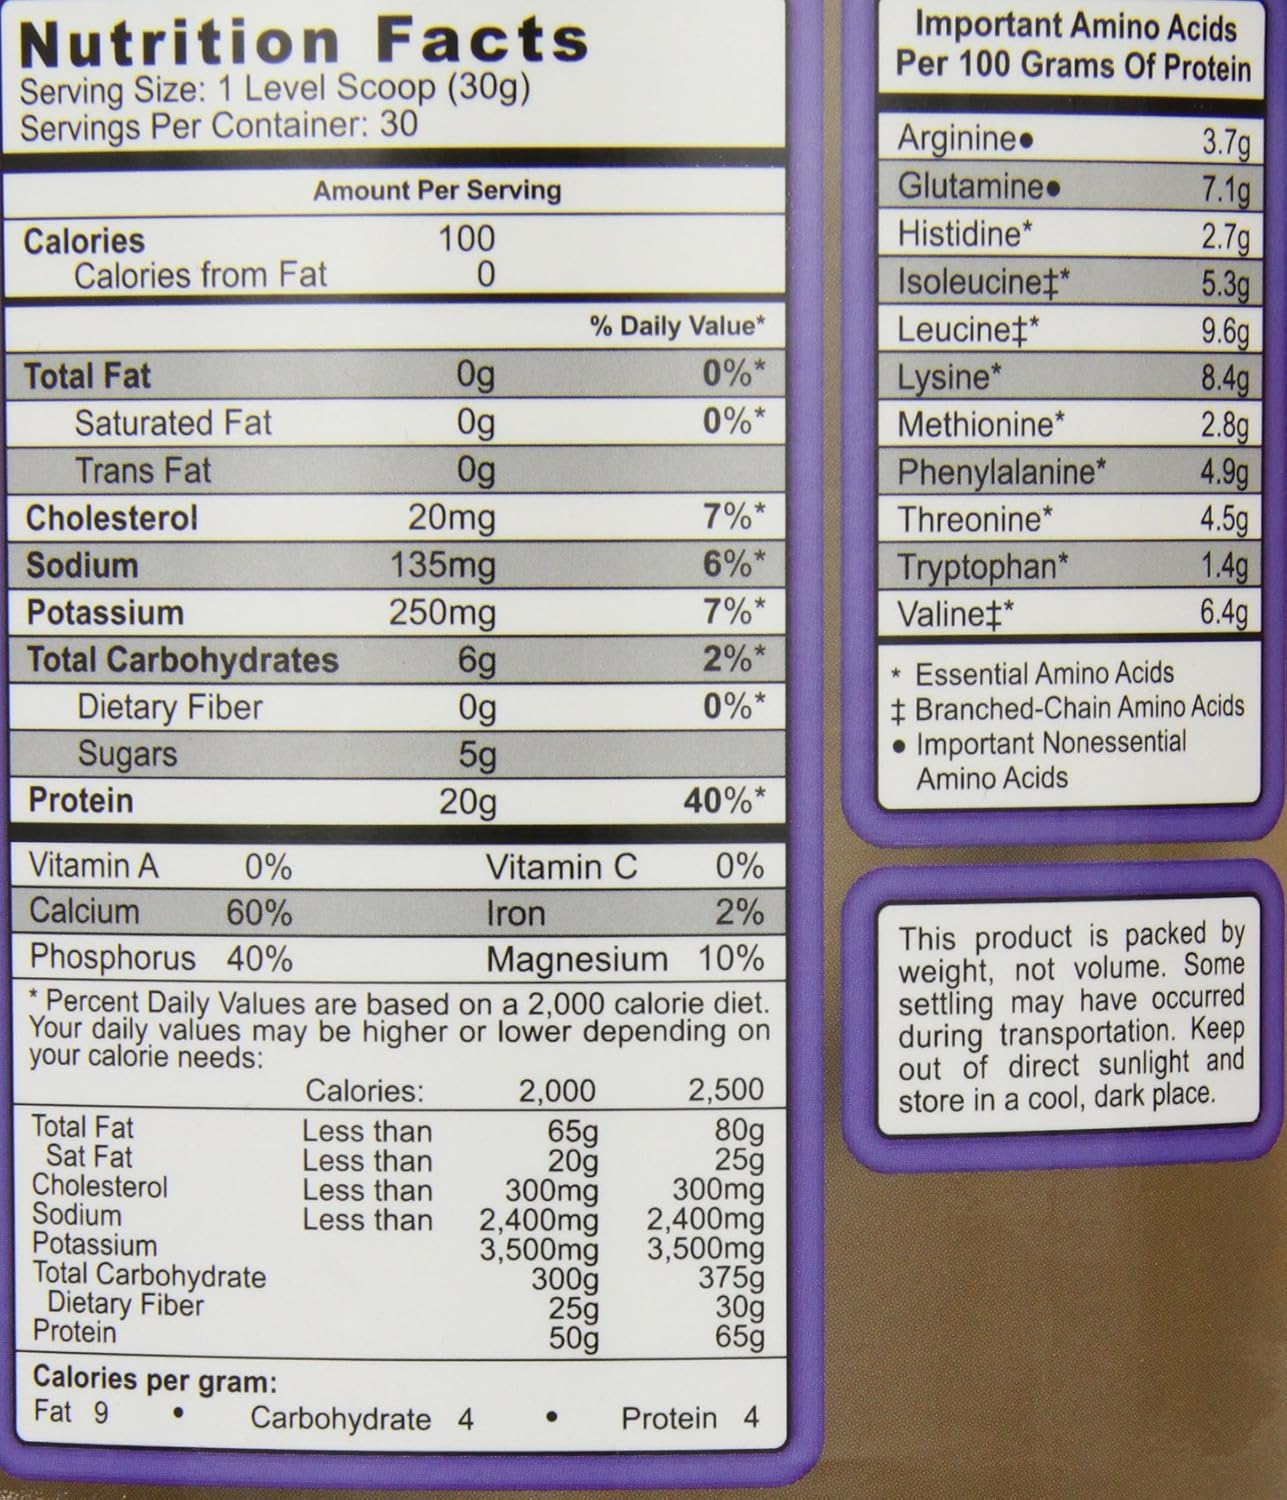 Nutrition Facts
Serving Size: 1 Level Scoop (30g)
Servings Per Container: 30
Amount Per Serving
Calories 100
Calories from Fat 0
% Daily Value*
Total Fat 0g 0%*
Saturated Fat 0g 0%*
Trans Fat 0g
Cholesterol 20mg 7%*
Sodium 135mg 6%*
Potassium 250mg 7%*
Total Carbohydrates 6g 2%*
Dietary Fiber 0g 0%*
Sugars 5g
Protein 20g 40%*
Vitamin A 0% Vitamin C 0%
Calcium 60% Iron 2%
Phosphorus 40% Magnesium 10%
* Percent Daily Values are based on a 2,000 calorie diet.
Your daily values may be higher or lower depending on
your calorie needs:
Calories: 2,000 2,500
Total Fat Less than 65g 80g
Sat Fat Less than 20g 25g
Cholesterol Less than 300mg 300mg
Sodium Less than 2,400mg 2,400mg
Potassium 3,500mg 3,500mg
Total Carbohydrate 300g 375g
Dietary Fiber 25g 30g
Protein 50g 65g
Calories per gram:
Fat 9 • Carbohydrate 4 • Protein 4
Important Amino Acids
Per 100 Grams Of Protein
Arginine● 3.7g
Glutamine● 7.1g
Histidine* 2.7g
Isoleucine‡* 5.3g
Leucine‡* 9.6g
Lysine* 8.4g
Methionine* 2.8g
Phenylalanine* 4.9g
Threonine* 4.5g
Tryptophan* 1.4g
Valine‡* 6.4g
* Essential Amino Acids
‡ Branched-Chain Amino Acids
● Important Nonessential
Amino Acids
This product is packed by
weight, not volume. Some
settling may have occurred
during transportation. Keep
out of direct sunlight and
store in a cool, dark place.